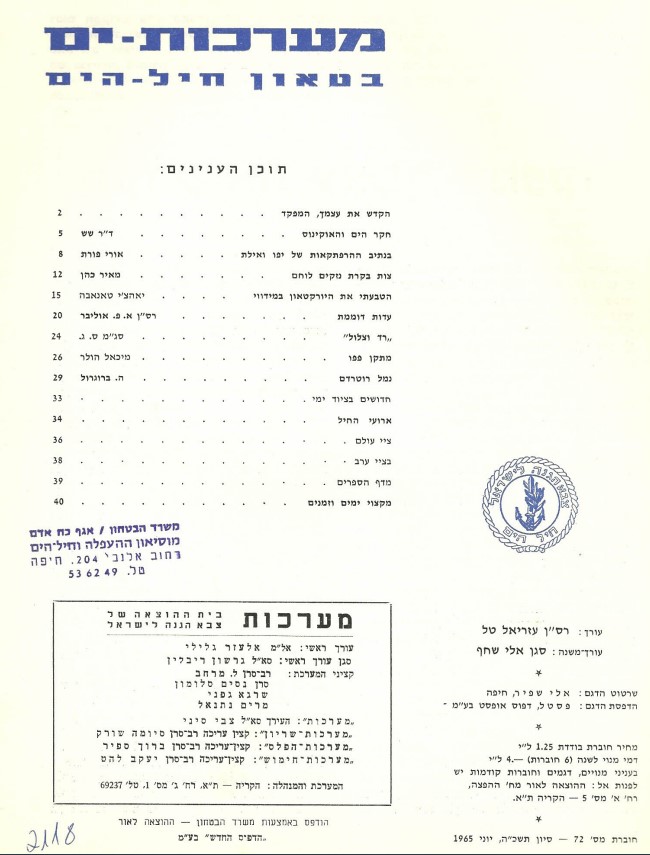 מערכות-ים
בטאון חיל-הים
תוכן הענינים:
הקדש את עצמך, המפקד . . . . . . . . . . 2
חקר הים והאוקינוס . . . . . . . ד״ר שש 5
בנתיב ההרפתקאות של יפו ואילת . . . . . אורי פורת 8
צות בקרת נזקים לוחם . . . . . . . מאיר כהן 12
הטבעתי את היורקטאון במידווי . . . . יאהצ׳י טאנאבה 15
עדות דוממת . . . . . . . רס״ן א. פ. אוליבר 20
„רד וצלול״ . . . . . . . . . סג״מ ס. ג. 24
מתקן פפו . . . . . . . . . מיכאל הולר 26
נמל רוטרדם . . . . . . . . . ה. ברוגרול 29
חדושים בציוד ימי . . . . . . . . . . . 33
ארועי החיל . . . . . . . . . . . . 34
ציי עולם . . . . . . . . . . . . . 36
בציי ערב . . . . . . . . . . . . . 38
מדף הספרים . . . . . . . . . . . . 39
מקצוי ימים וזמנים . . . . . . . . . . . 40
צבא הגנה לישראל
חיל הים
משרד הבטחון / אגף כח אדם
מוסיאון ההעפלה וחיל-הים
רחוב אלנבי 204. חיפה
טל. 536249
מערכות בית ההוצאה של
צבא הגנה לישראל
עורך ראשי: אל״מ אלעזר גלילי
סגן עורך ראשי: סא״ל גרשון ריבלין
קציני המערכת: רב-סרן ל. מרחב
סרן נסים סלומון
שרגא גפני
מרים נתנאל
„מערכות״: העורך סא״ל צבי סיני
„מערכות-שריון״: קצין עריכה רב-סרן סיומה שורק
„מערכות-הפלס״: קצין-עריכה רב-סרן ברוך ספיר
„מערכות-חימוש״: קצין-עריכה רב-סרן יעקב להט
המערכת והמנהלה: הקריה — ת״א, רח׳ ג׳ מס׳ 1, טל׳ 69237
הודפס באמצעות משרד הבטחון — ההוצאה לאור
„הדפוס החדש״ בע״מ
עורך: רס״ן עזריאל טל
עורך-משנה: סגן אלי שחף
*
שרטוט הדגם: אלי שפיר, חיפה
הדפסת הדגם: פסטל, דפוס אופסט בע״מ -
*
מחיר חוברת בודדת 1.25 ל״י
דמי מנוי לשנה (6 חוברות) —.4 ל״י
בעניני מנויים, דגמים וחוברות קודמות יש
לפנות אל: ההוצאה לאור מח׳ ההפצה,
רח׳ א׳ מס׳ 5 — הקריה ת״א.
*
חוברת מס׳ 72 — סיון תשכ״ה, יוני 1965
2118